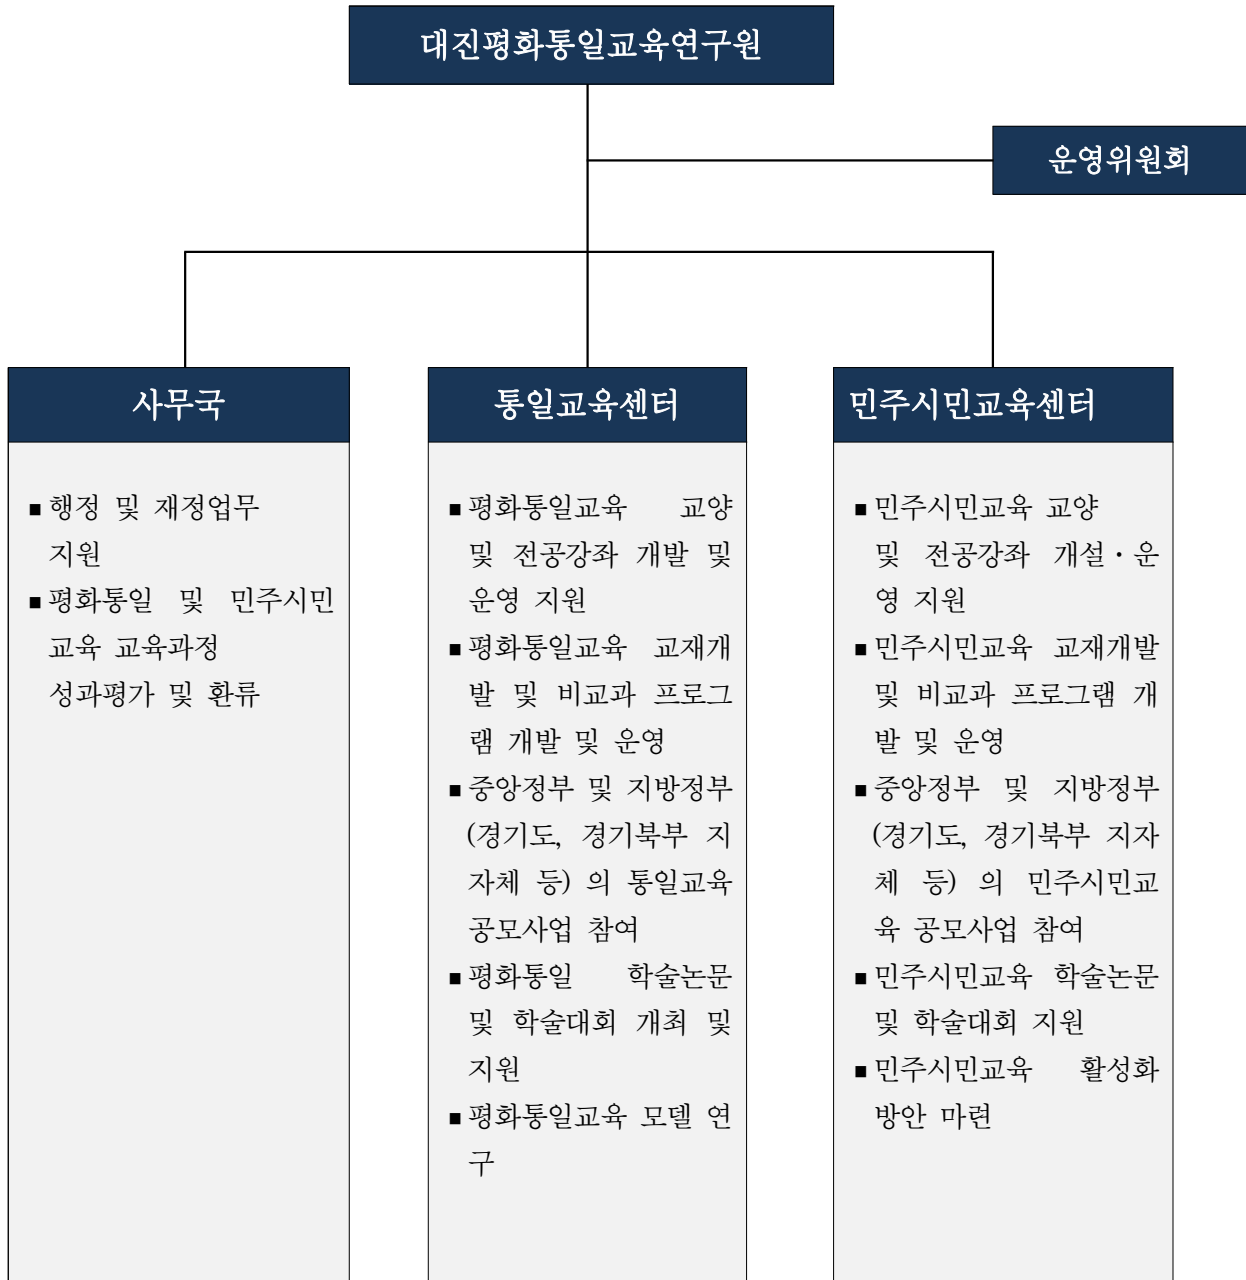 대진평화통일교육연구원
운영위원회
사무국
■ 행정 및 재정업무
지원
■ 평화통일 및 민주시민
교육 교육과정
성과평가 및 환류
통일교육센터
■ 평화통일교육 교양
및 전공강좌 개발 및
운영 지원
■ 평화통일교육 교재개
발 및 비교과 프로그
램 개발 및 운영
■ 중앙정부 및 지방정부
(경기도, 경기북부 지
자체 등) 의 통일교육
공모사업 참여
■ 평화통일 학술논문
및 학술대회 개최 및
지원
■ 평화통일교육 모델 연
구
민주시민교육센터
■ 민주시민교육 교양
및 전공강좌 개설·운
영 지원
■ 민주시민교육 교재개발
및 비교과 프로그램 개
발 및 운영
■ 중앙정부 및 지방정부
(경기도, 경기북부 지자
체 등) 의 민주시민교
육 공모사업 참여
■ 민주시민교육 학술논문
및 학술대회 지원
■ 민주시민교육 활성화
방안 마련